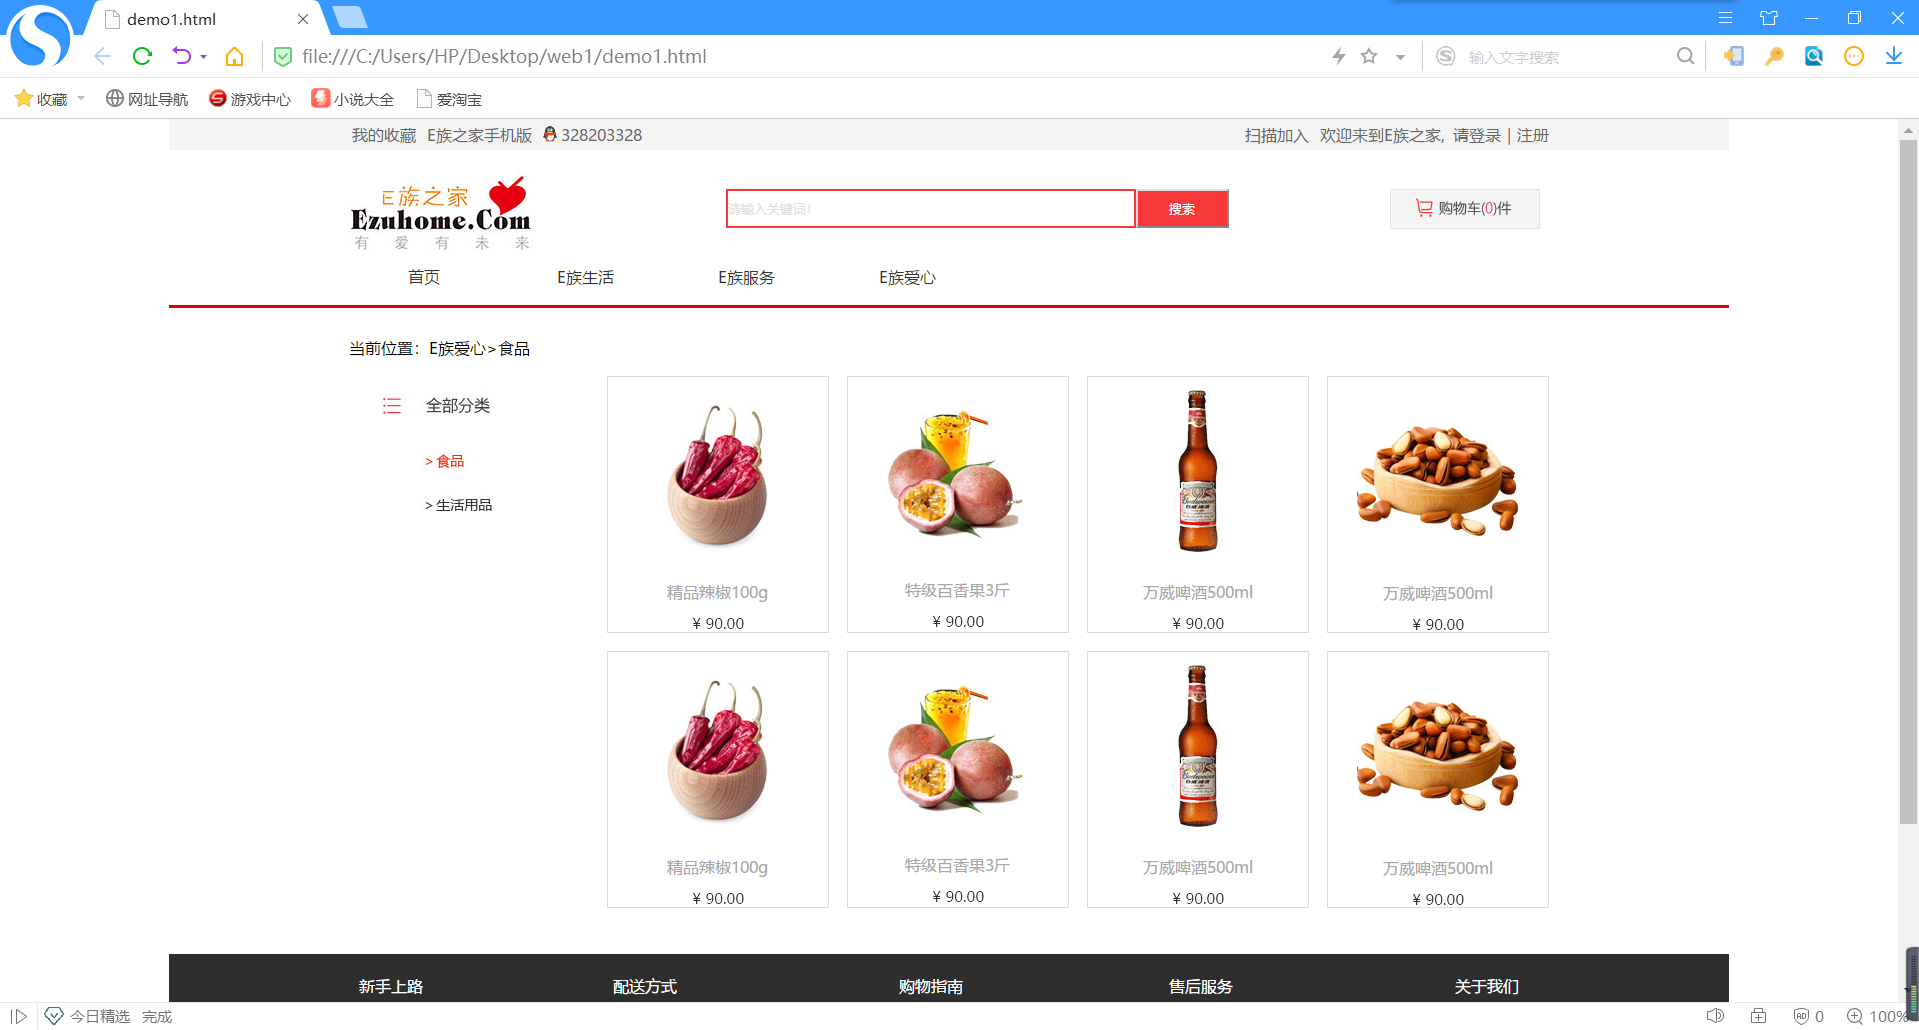 demo1.html
file:///C:/Users/HP/Desktop/web1/demo1.html
输入文字搜索
收藏 网址导航 游戏中心 小说大全 爱淘宝
我的收藏 E族之家手机版 328203328 扫描加入 欢迎来到E族之家, 请登录 | 注册
E族之家
Ezuhome.Com
有爱有未来
请输入关键词!
搜索
购物车(0)件
首页 E族生活 E族服务 E族爱心
当前位置：E族爱心>食品
全部分类
> 食品
> 生活用品
精品辣椒100g 特级百香果3斤 万威啤酒500ml 万威啤酒500ml
¥ 90.00 ¥ 90.00 ¥ 90.00 ¥ 90.00
精品辣椒100g 特级百香果3斤 万威啤酒500ml 万威啤酒500ml
¥ 90.00 ¥ 90.00 ¥ 90.00 ¥ 90.00
新手上路 配送方式 购物指南 售后服务 关于我们
今日精选 完成 0 100%